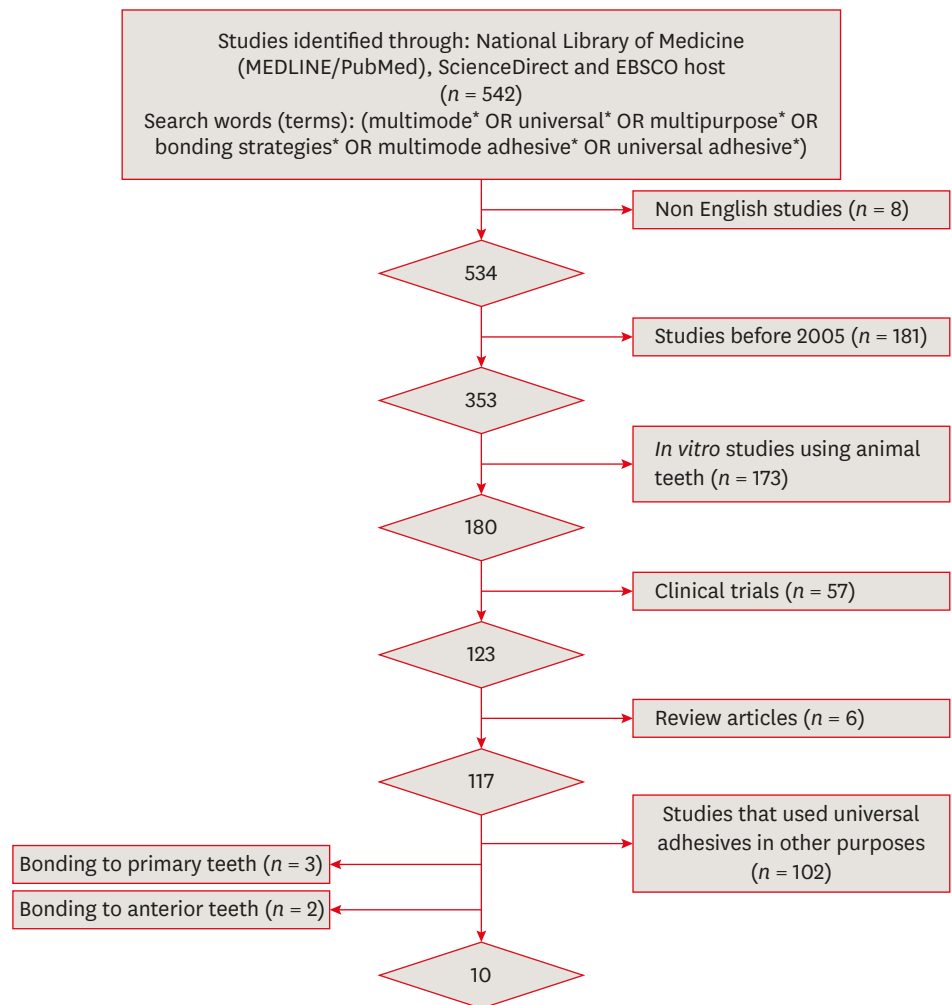 Studies identified through: National Library of Medicine
(MEDLINE/PubMed), ScienceDirect and EBSCO host
(n = 542)
Search words (terms): (multimode* OR universal* OR multipurpose* OR
bonding strategies* OR multimode adhesive* OR universal adhesive*)
Non English studies (n = 8)
534
Studies before 2005 (n = 181)
353
In vitro studies using animal
teeth (n = 173)
180
Clinical trials (n = 57)
123
Review articles (n = 6)
117
Studies that used universal
adhesives in other purposes
(n = 102)
Bonding to primary teeth (n = 3)
Bonding to anterior teeth (n = 2)
10